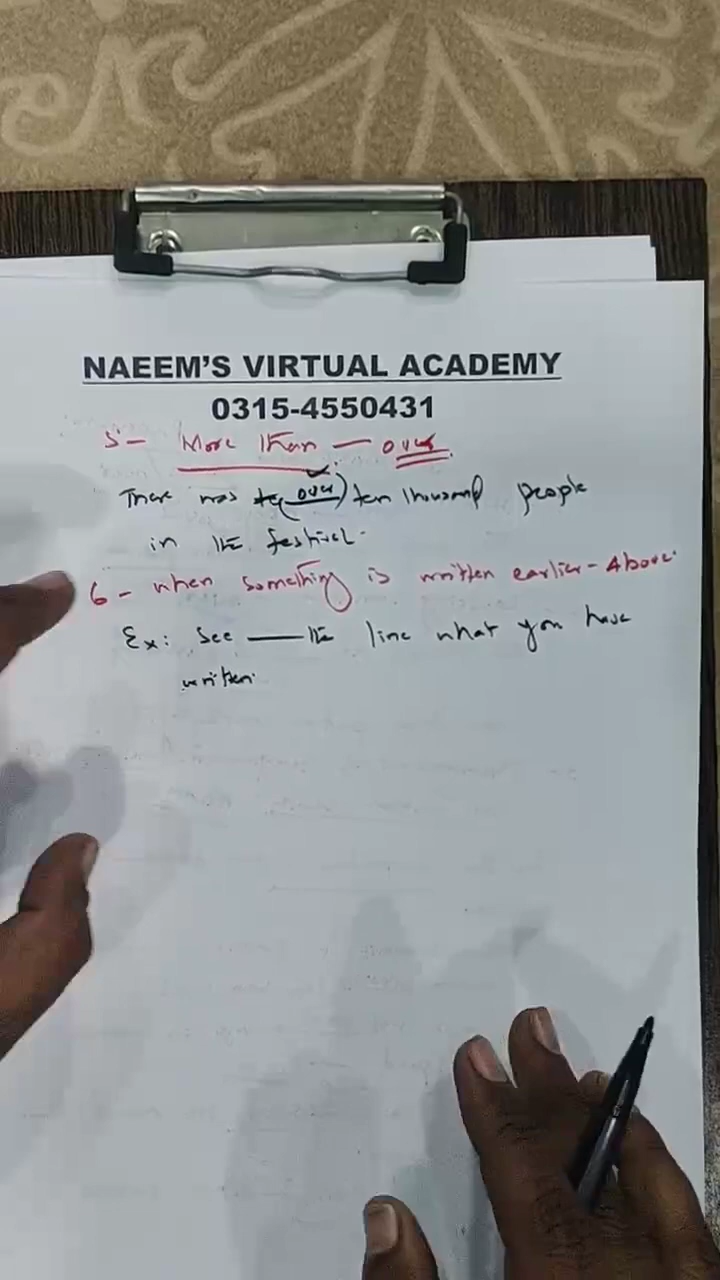 NAEEM'S VIRTUAL ACADEMY
0315-4550431
5- More than — over.
There was (over) ten thousand people
in the festival.
6- when something is written earlier - Above.
Ex: See —— the line what you have
written.